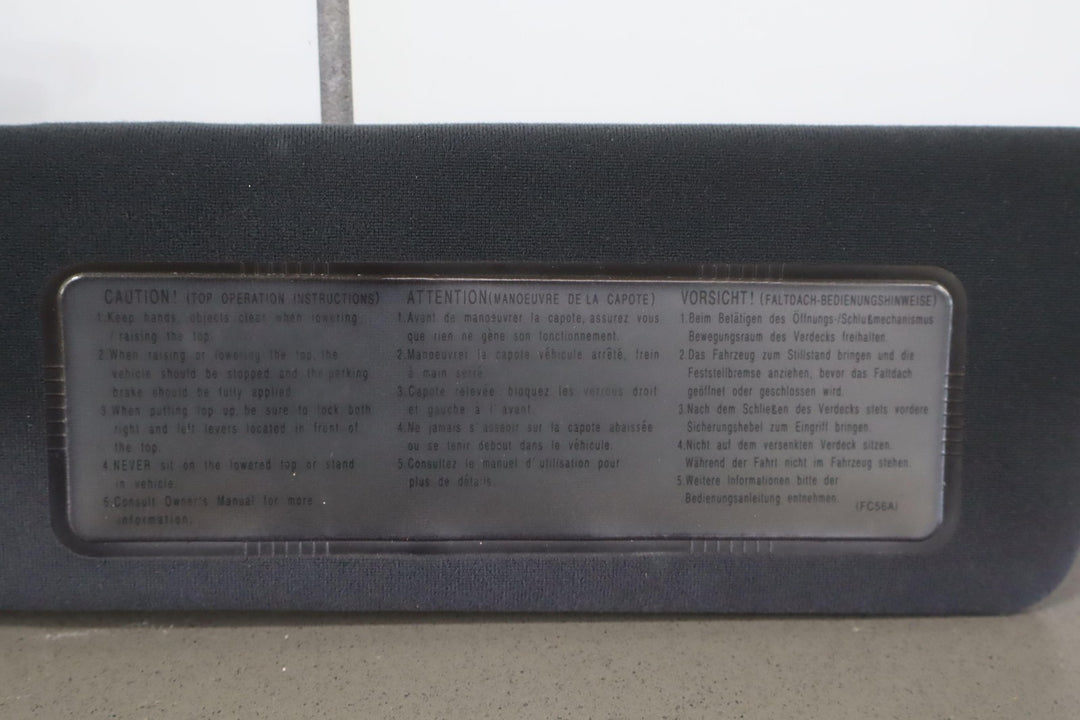 CAUTION! (TOP OPERATION INSTRUCTIONS)
1.Keep hands, objects clear when lowering
/raising the top.
2.When raising or lowering the top, the
vehicle should be stopped and the parking
brake should be fully applied.
3.When putting top up, be sure to lock both
right and left levers located in front of
the top.
4.NEVER sit on the lowered top or stand
in vehicle.
5.Consult Owner's Manual for more
information.
ATTENTION(MANOEUVRE DE LA CAPOTE)
1.Avant de manoeuvrer la capote, assurez vous
que rien ne gêne son fonctionnement.
2.Manoeuvrer la capote véhicule arrêté, frein
à main serré.
3.Capote relevée: bloquez les verrous droit
et gauche à l'avant.
4.Ne jamais s'asseoir sur la capote abaissée
ou se tenir debout dans le véhicule.
5.Consultez le manuel d'utilisation pour
plus de détails.
VORSICHT! (FALTDACH-BEDIENUNGSHINWEISE)
1.Beim Betätigen des Öffnungs-/Schlußmechanismus
Bewegungsraum des Verdecks freihalten.
2.Das Fahrzeug zum Stillstand bringen und die
Feststellbremse anziehen, bevor das Faltdach
geöffnet oder geschlossen wird.
3.Nach dem Schließen des Verdecks stets vordere
Sicherungshebel zum Eingriff bringen.
4.Nicht auf dem versenkten Verdeck sitzen.
Während der Fahrt nicht im Fahrzeug stehen.
5.Weitere Informationen bitte der
Bedienungsanleitung entnehmen.
(FC56A)